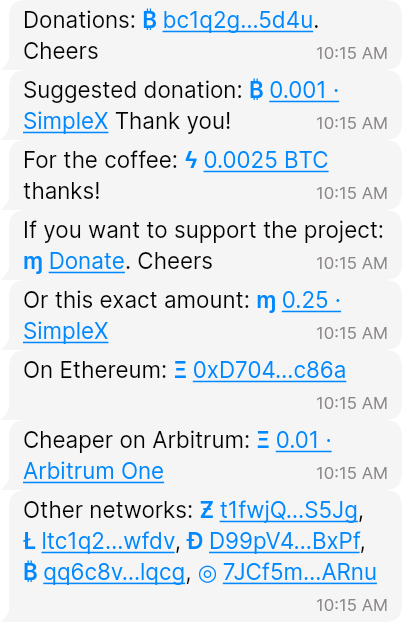 Donations: ₿ bc1q2g...5d4u.
Cheers 10:15 AM
Suggested donation: ₿ 0.001 ·
SimpleX Thank you! 10:15 AM
For the coffee: ϟ 0.0025 BTC
thanks! 10:15 AM
If you want to support the project:
ɱ Donate. Cheers 10:15 AM
Or this exact amount: ɱ 0.25 ·
SimpleX 10:15 AM
On Ethereum: Ξ 0xD704...c86a
10:15 AM
Cheaper on Arbitrum: Ξ 0.01 ·
Arbitrum One 10:15 AM
Other networks: Ƶ t1fwjQ...S5Jg,
Ł ltc1q2...wfdv, Ð D99pV4...BxPf,
₿ qq6c8v...lqcg, ◎ 7JCf5m...ARnu
10:15 AM